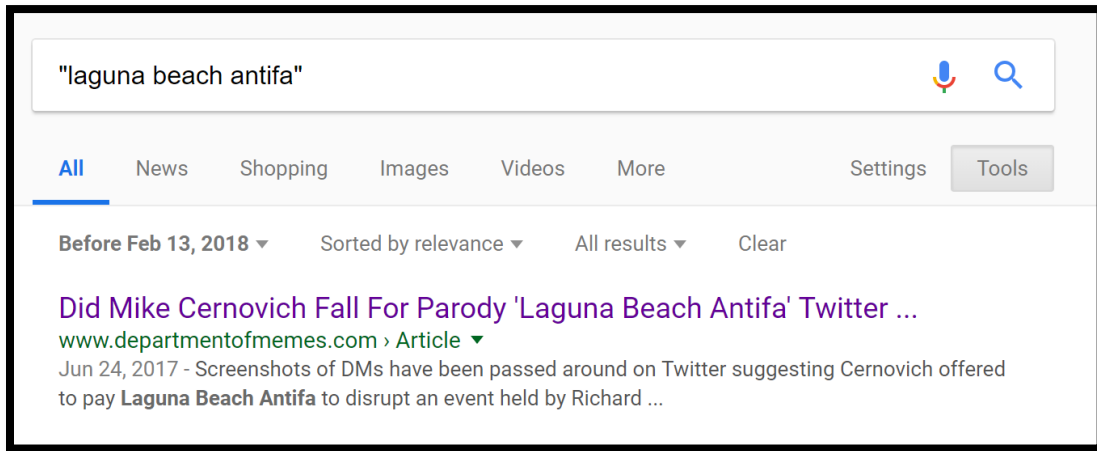 "laguna beach antifa"
All News Shopping Images Videos More Settings Tools
Before Feb 13, 2018 Sorted by relevance All results Clear
Did Mike Cernovich Fall For Parody 'Laguna Beach Antifa' Twitter ...
www.departmentofmemes.com › Article
Jun 24, 2017 - Screenshots of DMs have been passed around on Twitter suggesting Cernovich offered
to pay Laguna Beach Antifa to disrupt an event held by Richard ...